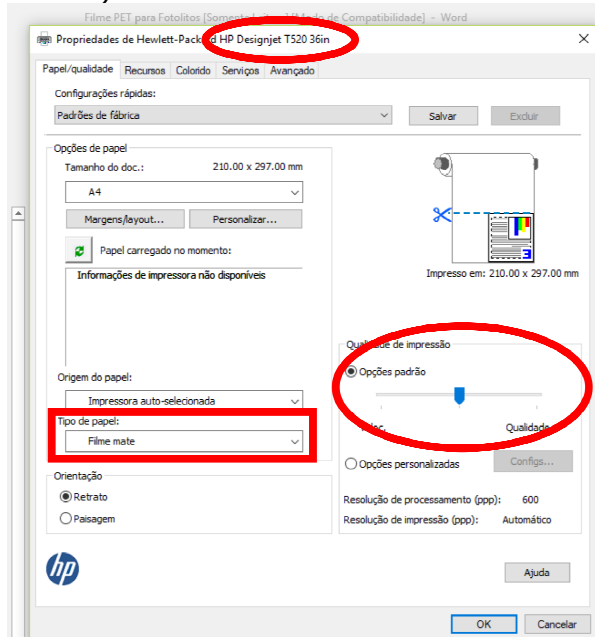 Filme PET para Fotolitos [Somente Modo de Compatibilidade] - Word
Propriedades de Hewlett-Packard HP Designjet T520 36in
Papel/qualidade Recursos Colorido Serviços Avançado
Configurações rápidas:
Padrões de fábrica
Salvar Excluir
Opções de papel
Tamanho do doc.: 210.00 x 297.00 mm
A4
Margens/layout... Personalizar...
Papel carregado no momento:
Informações de impressora não disponíveis
3
Impresso em: 210.00 x 297.00 mm
Qualidade de impressão
Opções padrão
Qualidade
Origem do papel:
Impressora auto-selecionada
Tipo de papel:
Filme mate
Opções personalizadas Configs...
Orientação
Retrato
Paisagem
Resolução de processamento (ppp): 600
Resolução de impressão (ppp): Automático
hp
Ajuda
OK Cancelar